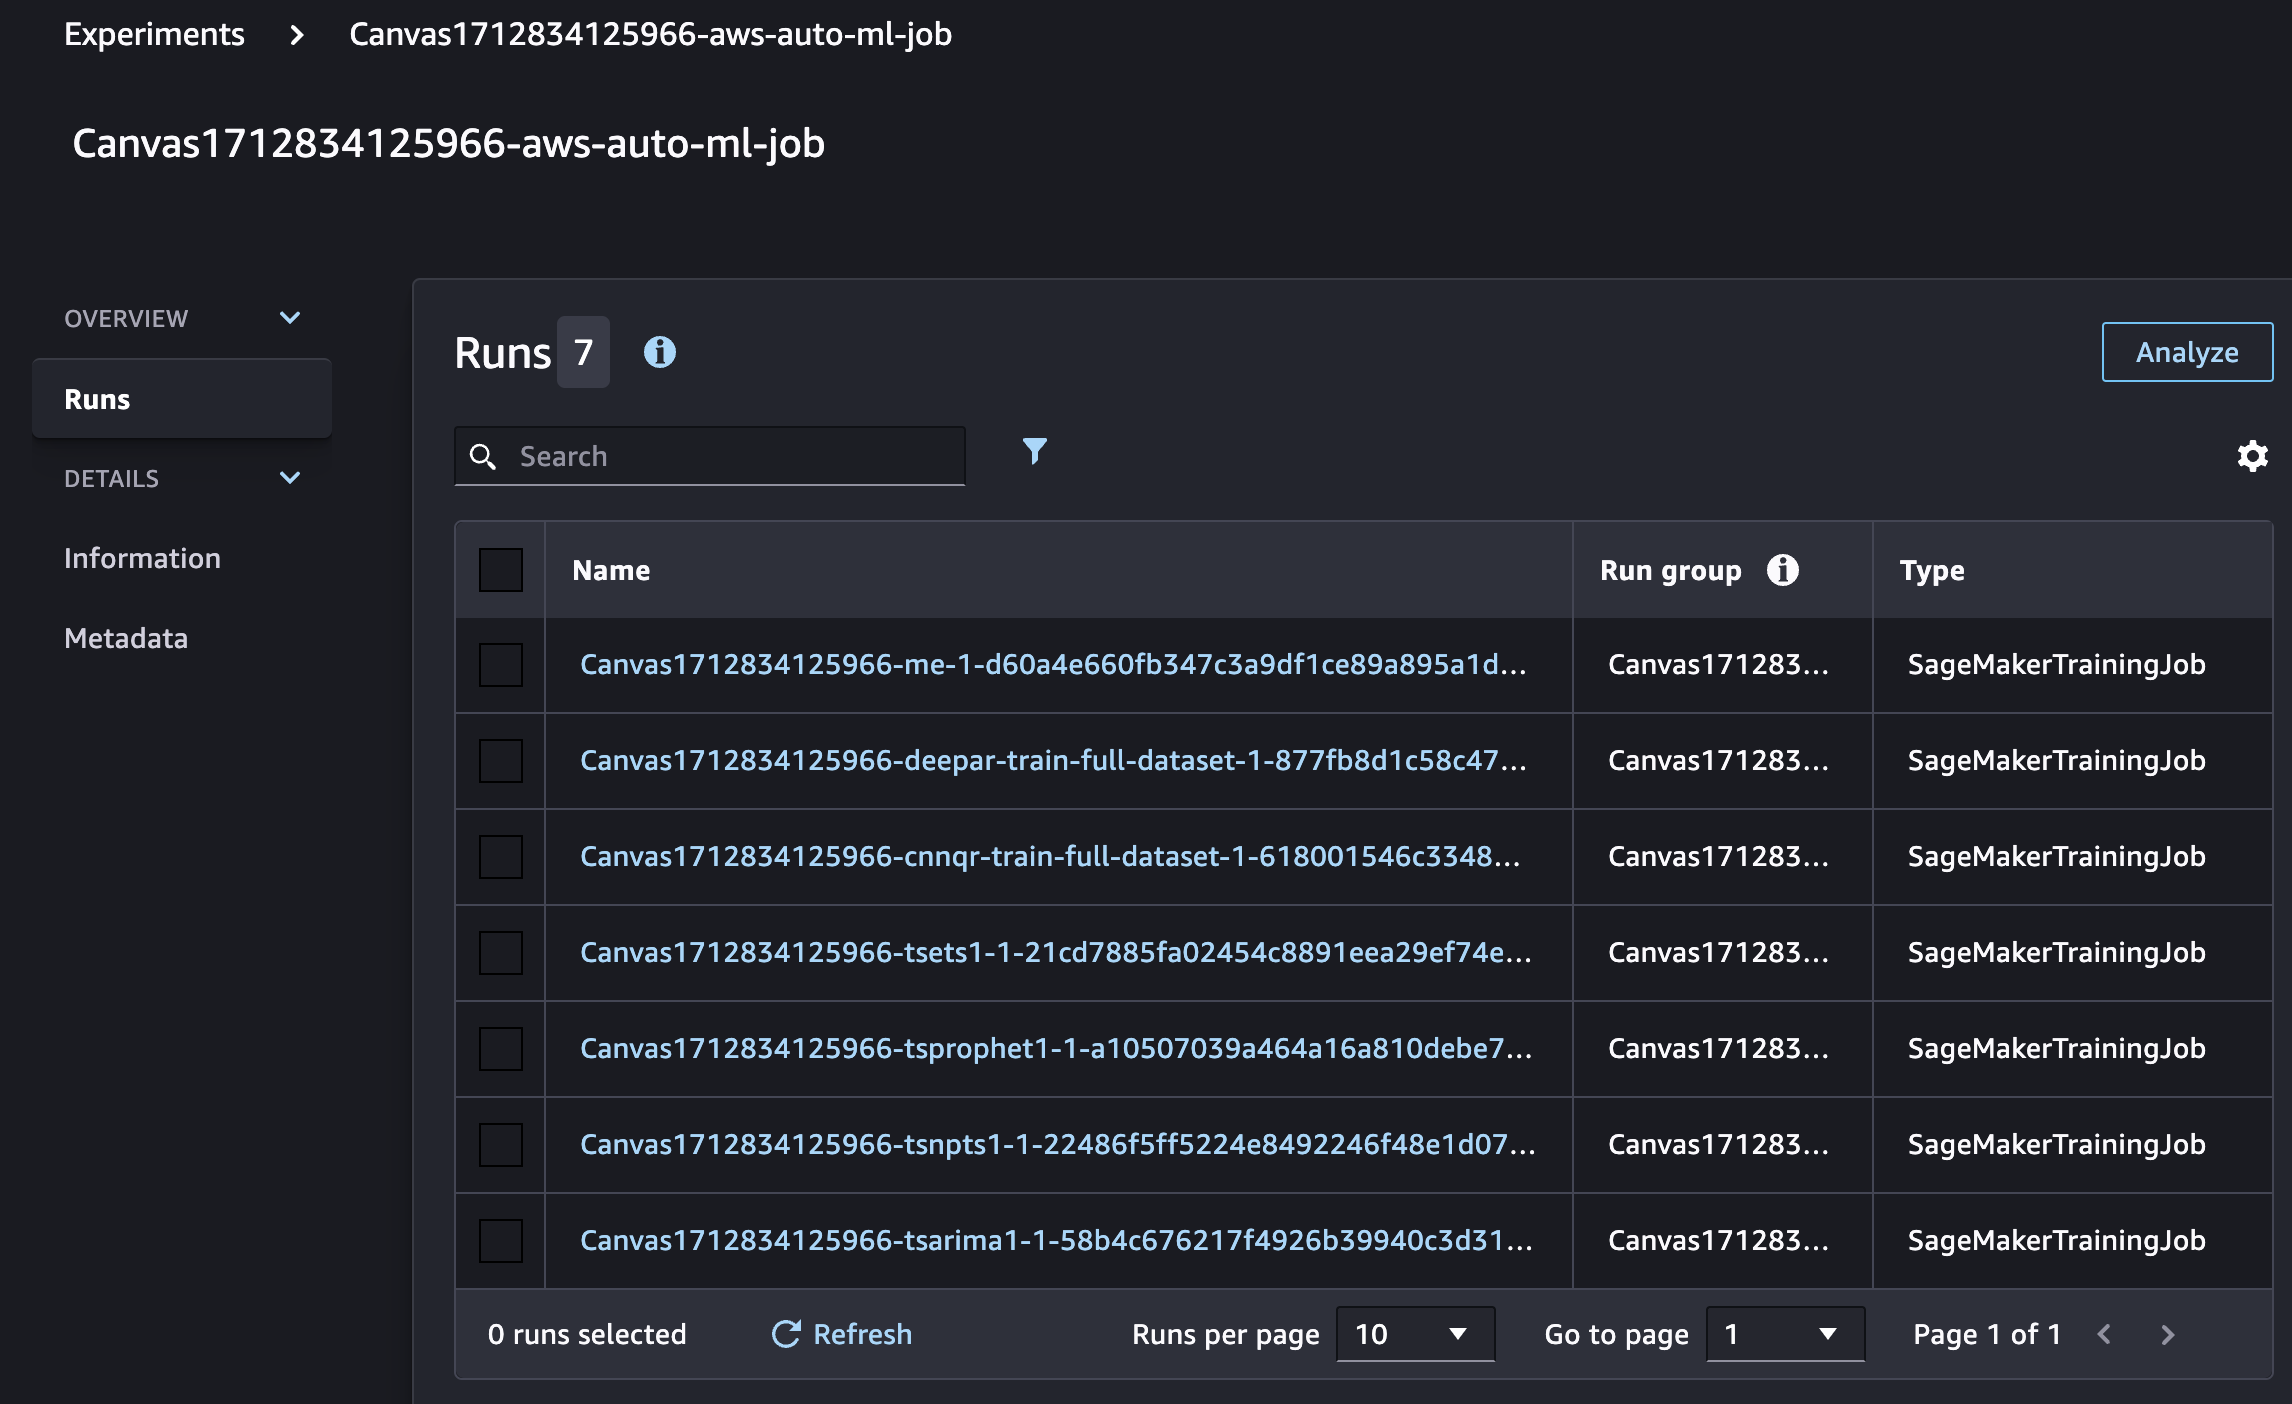 Experiments > Canvas1712834125966-aws-auto-ml-job
Canvas1712834125966-aws-auto-ml-job
OVERVIEW
Runs
DETAILS
Information
Metadata
Runs 7
Analyze
Search
Name Run group Type
Canvas1712834125966-me-1-d60a4e660fb347c3a9df1ce89a895a1d... Canvas171283... SageMakerTrainingJob
Canvas1712834125966-deepar-train-full-dataset-1-877fb8d1c58c47... Canvas171283... SageMakerTrainingJob
Canvas1712834125966-cnnqr-train-full-dataset-1-618001546c3348... Canvas171283... SageMakerTrainingJob
Canvas1712834125966-tsets1-1-21cd7885fa02454c8891eea29ef74e... Canvas171283... SageMakerTrainingJob
Canvas1712834125966-tsprophet1-1-a10507039a464a16a810debe7... Canvas171283... SageMakerTrainingJob
Canvas1712834125966-tsnpts1-1-22486f5ff5224e8492246f48e1d07... Canvas171283... SageMakerTrainingJob
Canvas1712834125966-tsarima1-1-58b4c676217f4926b39940c3d31... Canvas171283... SageMakerTrainingJob
0 runs selected Refresh Runs per page 10 Go to page 1 Page 1 of 1